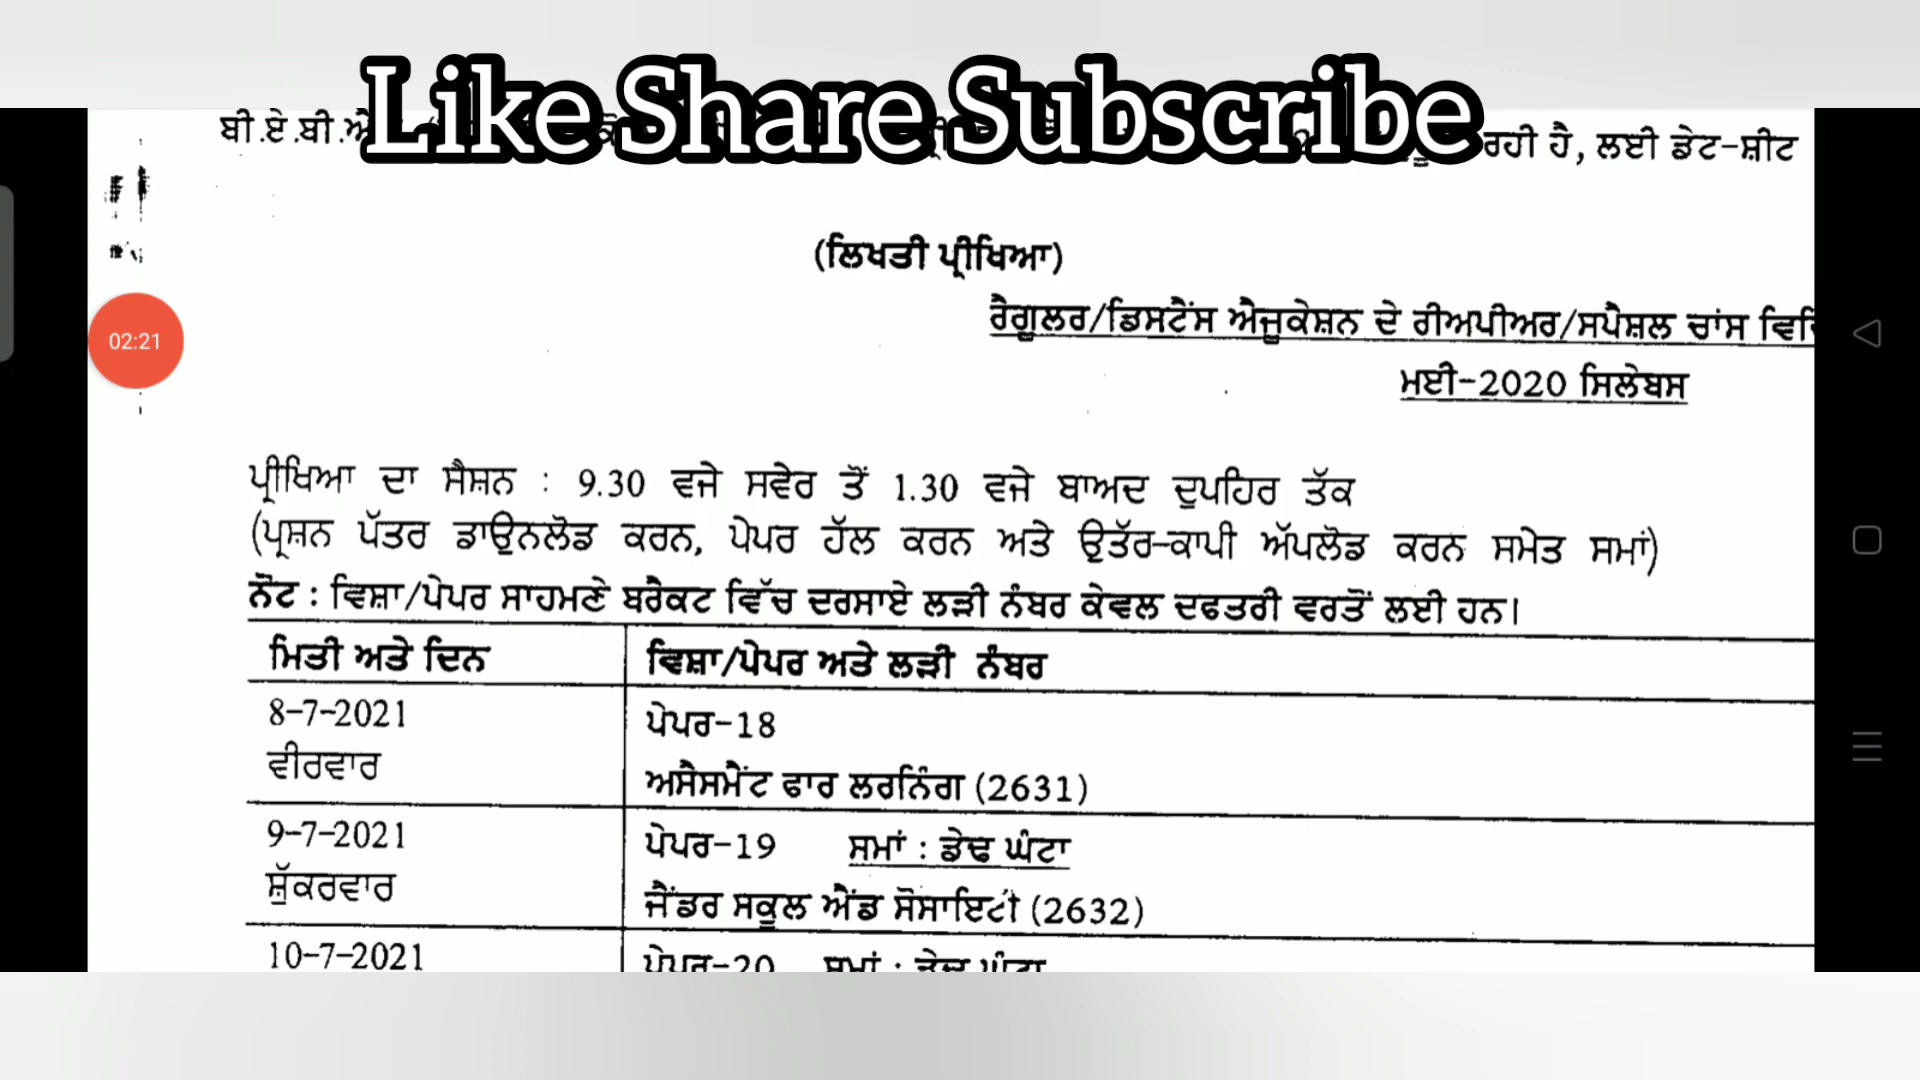 Like Share Subscribe
ਬੀ.ਏ.ਬੀ. ਰਹੀ ਹੈ, ਲਈ ਡੇਟ-ਸ਼ੀਟ
(ਲਿਖਤੀ ਪ੍ਰੀਖਿਆ)
02:21
ਰੈਗੂਲਰ/ਡਿਸਟੈਂਸ ਐਜੂਕੇਸ਼ਨ ਦੇ ਰੀਅਪੀਅਰ/ਸਪੈਸ਼ਲ ਚਾਂਸ
ਮਈ-2020 ਸਿਲੇਬਸ
ਪ੍ਰੀਖਿਆ ਦਾ ਸੈਸ਼ਨ : 9.30 ਵਜੇ ਸਵੇਰ ਤੋਂ 1.30 ਵਜੇ ਬਾਅਦ ਦੁਪਹਿਰ ਤੱਕ
(ਪ੍ਰਸ਼ਨ ਪੱਤਰ ਡਾਊਨਲੋਡ ਕਰਨ, ਪੇਪਰ ਹੱਲ ਕਰਨ ਅਤੇ ਉਤੱਰ-ਕਾਪੀ ਅੱਪਲੋਡ ਕਰਨ ਸਮੇਤ ਸਮਾਂ)
ਨੋਟ : ਵਿਸ਼ਾ/ਪੇਪਰ ਸਾਹਮਣੇ ਬਰੈਕਟ ਵਿੱਚ ਦਰਸਾਏ ਲੜੀ ਨੰਬਰ ਕੇਵਲ ਦਫਤਰੀ ਵਰਤੋਂ ਲਈ ਹਨ।
ਮਿਤੀ ਅਤੇ ਦਿਨ ਵਿਸ਼ਾ/ਪੇਪਰ ਅਤੇ ਲੜੀ ਨੰਬਰ
8-7-2021 ਪੇਪਰ-18
ਵੀਰਵਾਰ ਅਸੈਸਮੈਂਟ ਫਾਰ ਲਰਨਿੰਗ (2631)
9-7-2021 ਪੇਪਰ-19 ਸਮਾਂ : ਡੇਢ ਘੰਟਾ
ਸ਼ੁੱਕਰਵਾਰ ਜੈਂਡਰ ਸਕੂਲ ਐਂਡ ਸੋਸਾਇਟੀ (2632)
10-7-2021 ਪੇਪਰ-20 ਸਮਾਂ : ਡੇਢ ਘੰਟਾ